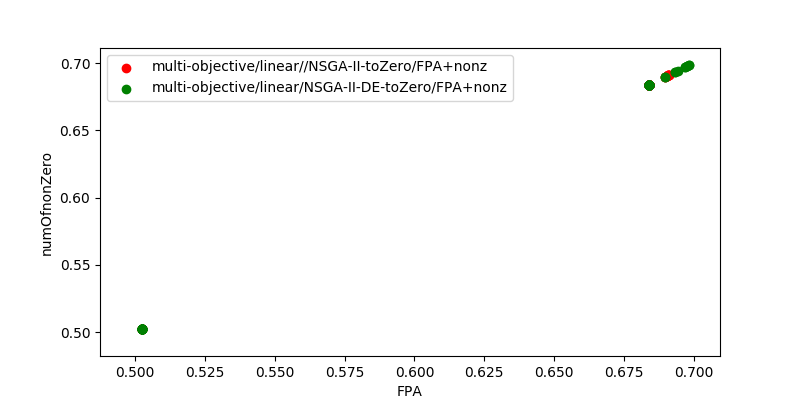 multi-objective/linear//NSGA-II-toZero/FPA+nonz
multi-objective/linear/NSGA-II-DE-toZero/FPA+nonz
numOfnonZero
0.70
0.65
0.60
0.55
0.50
0.500 0.525 0.550 0.575 0.600 0.625 0.650 0.675 0.700
FPA